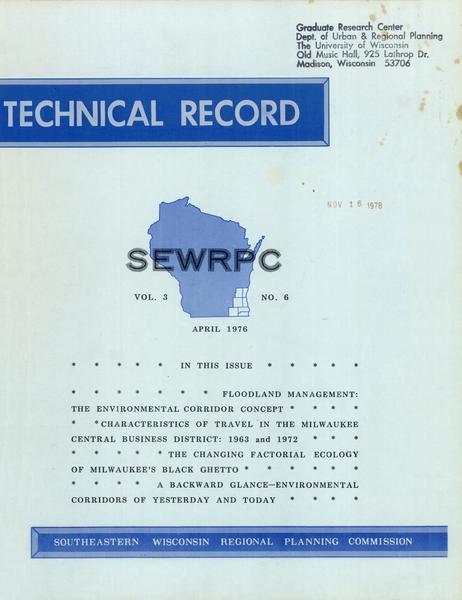 Graduate Research Center
Dept. of Urban & Regional Planning
The University of Wisconsin
Old Music Hall, 925 Lathrop Dr.
Madison, Wisconsin 53706
TECHNICAL RECORD
NOV 16 1978
SEWRPC
VOL. 3 NO. 6
APRIL 1976
* * * * * IN THIS ISSUE * * * * *
* * * * * * * FLOODLAND MANAGEMENT:
THE ENVIRONMENTAL CORRIDOR CONCEPT * * * *
* * *CHARACTERISTICS OF TRAVEL IN THE MILWAUKEE
CENTRAL BUSINESS DISTRICT: 1963 and 1972 * * *
* * * * * THE CHANGING FACTORIAL ECOLOGY
OF MILWAUKEE'S BLACK GHETTO * * * * * *
* * * * A BACKWARD GLANCE—ENVIRONMENTAL
CORRIDORS OF YESTERDAY AND TODAY * * * *
SOUTHEASTERN WISCONSIN REGIONAL PLANNING COMMISSION